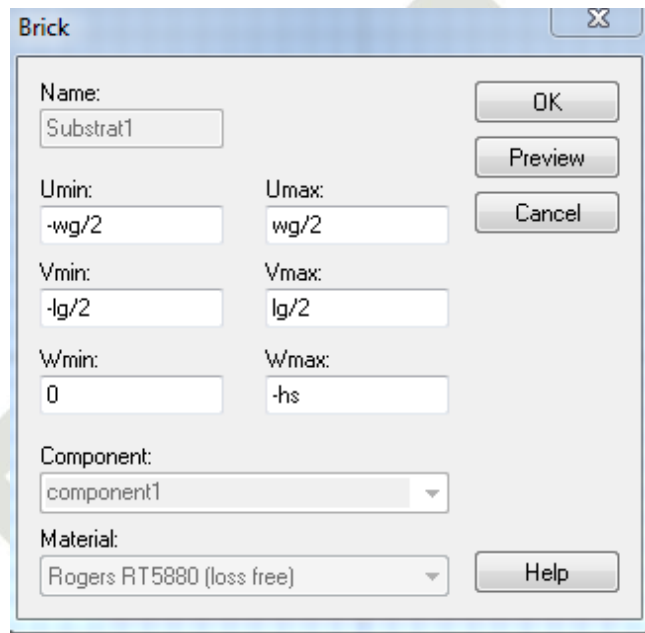 Brick
Name:
Substrat1
OK
Preview
Cancel
Umin:
Umax:
-wg/2
wg/2
Vmin:
Vmax:
-lg/2
lg/2
Wmin:
Wmax:
0
-hs
Component:
component1
Material:
Rogers RT5880 (loss free)
Help